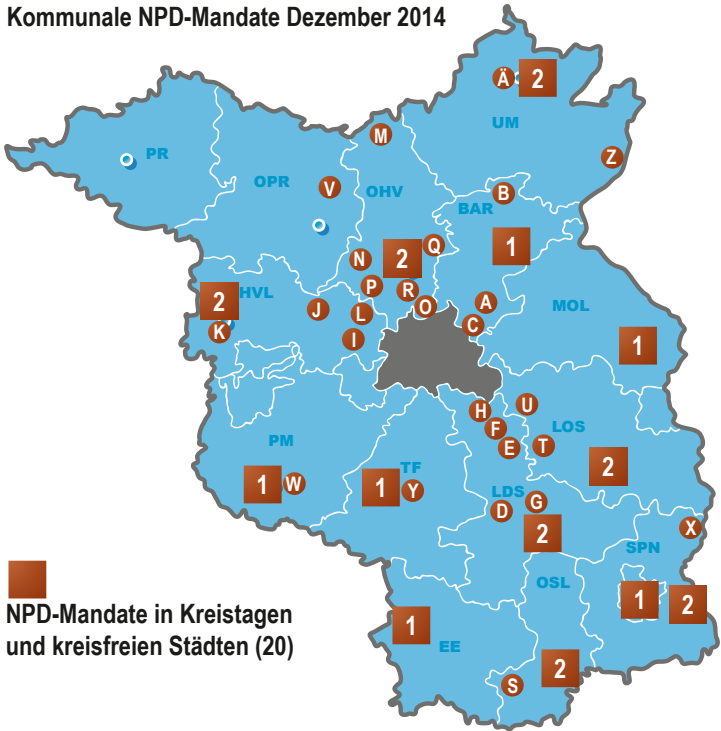 Kommunale NPD-Mandate Dezember 2014
Ä 2
UM
M
PR
Z
OPR V OHV
B
BAR
Q 1
N 2
HVL P R
2 J L O A MOL
K C
I 1
H U
F
PM E T LOS
1 W 1 TF Y 2
LDS
D G
2 X
SPN
OSL
1 2
NPD-Mandate in Kreistagen
und kreisfreien Städten (20)
1
EE
2
S